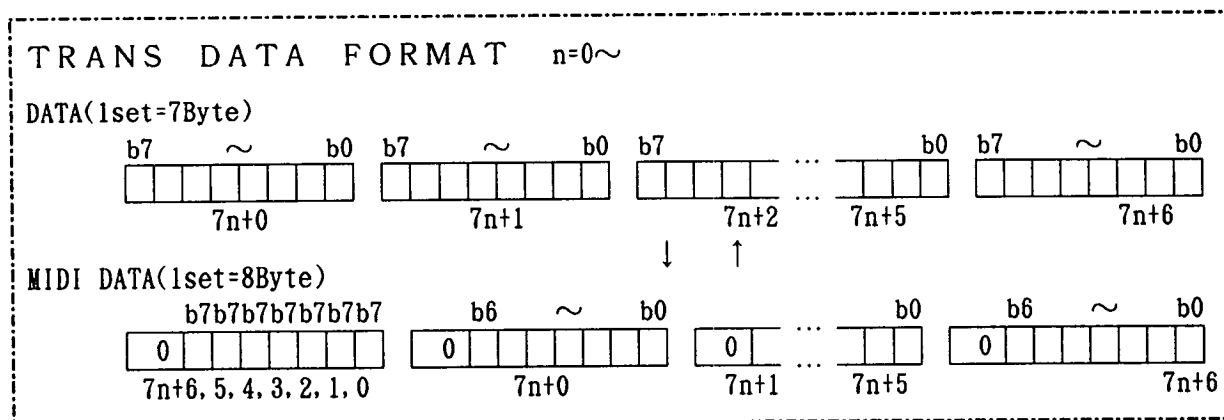 TRANS DATA FORMAT n=0～
DATA(1set=7Byte)
b7 ～ b0 b7 ～ b0 b7 b0 b7 ～ b0
...
...
7n+0 7n+1 7n+2 7n+5 7n+6
↓ ↑
MIDI DATA(1set=8Byte)
b7b7b7b7b7b7b7 b6 ～ b0 b0 b6 ～ b0
...
0 0 0 0
...
7n+6,5,4,3,2,1,0 7n+0 7n+1 7n+5 7n+6